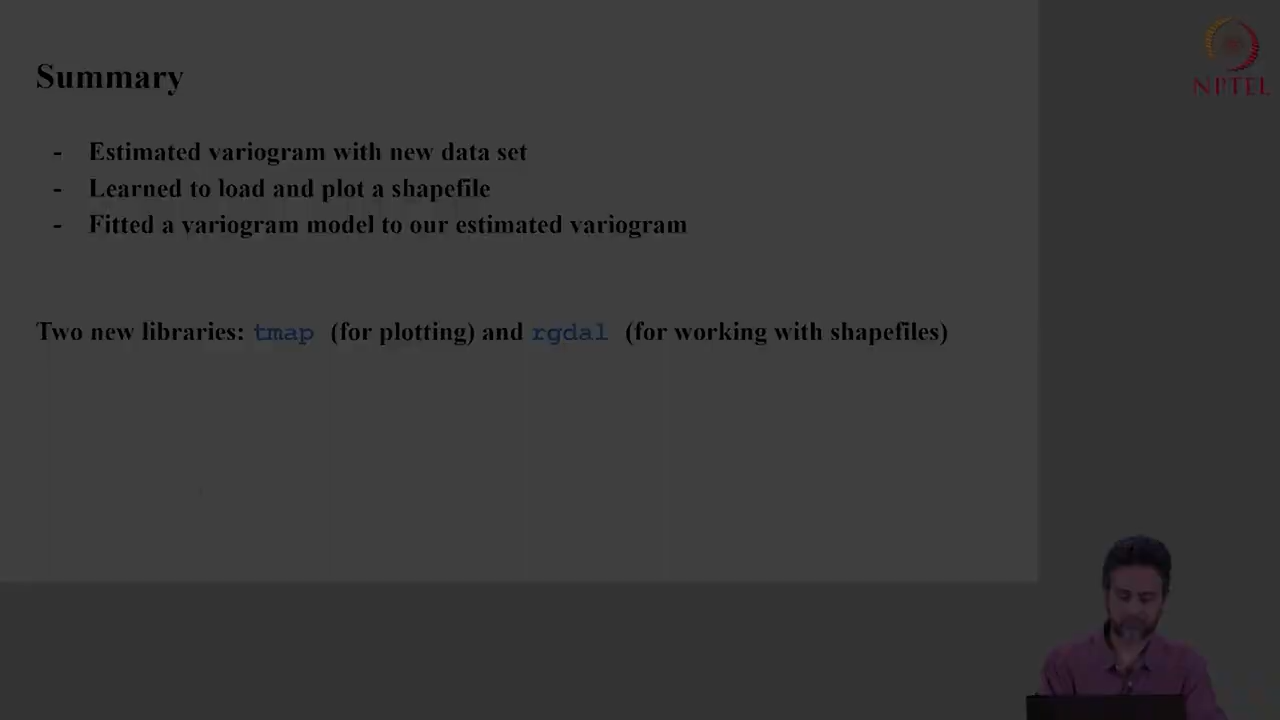 NPTEL
Summary
- Estimated variogram with new data set
- Learned to load and plot a shapefile
- Fitted a variogram model to our estimated variogram
Two new libraries: tmap (for plotting) and rgdal (for working with shapefiles)